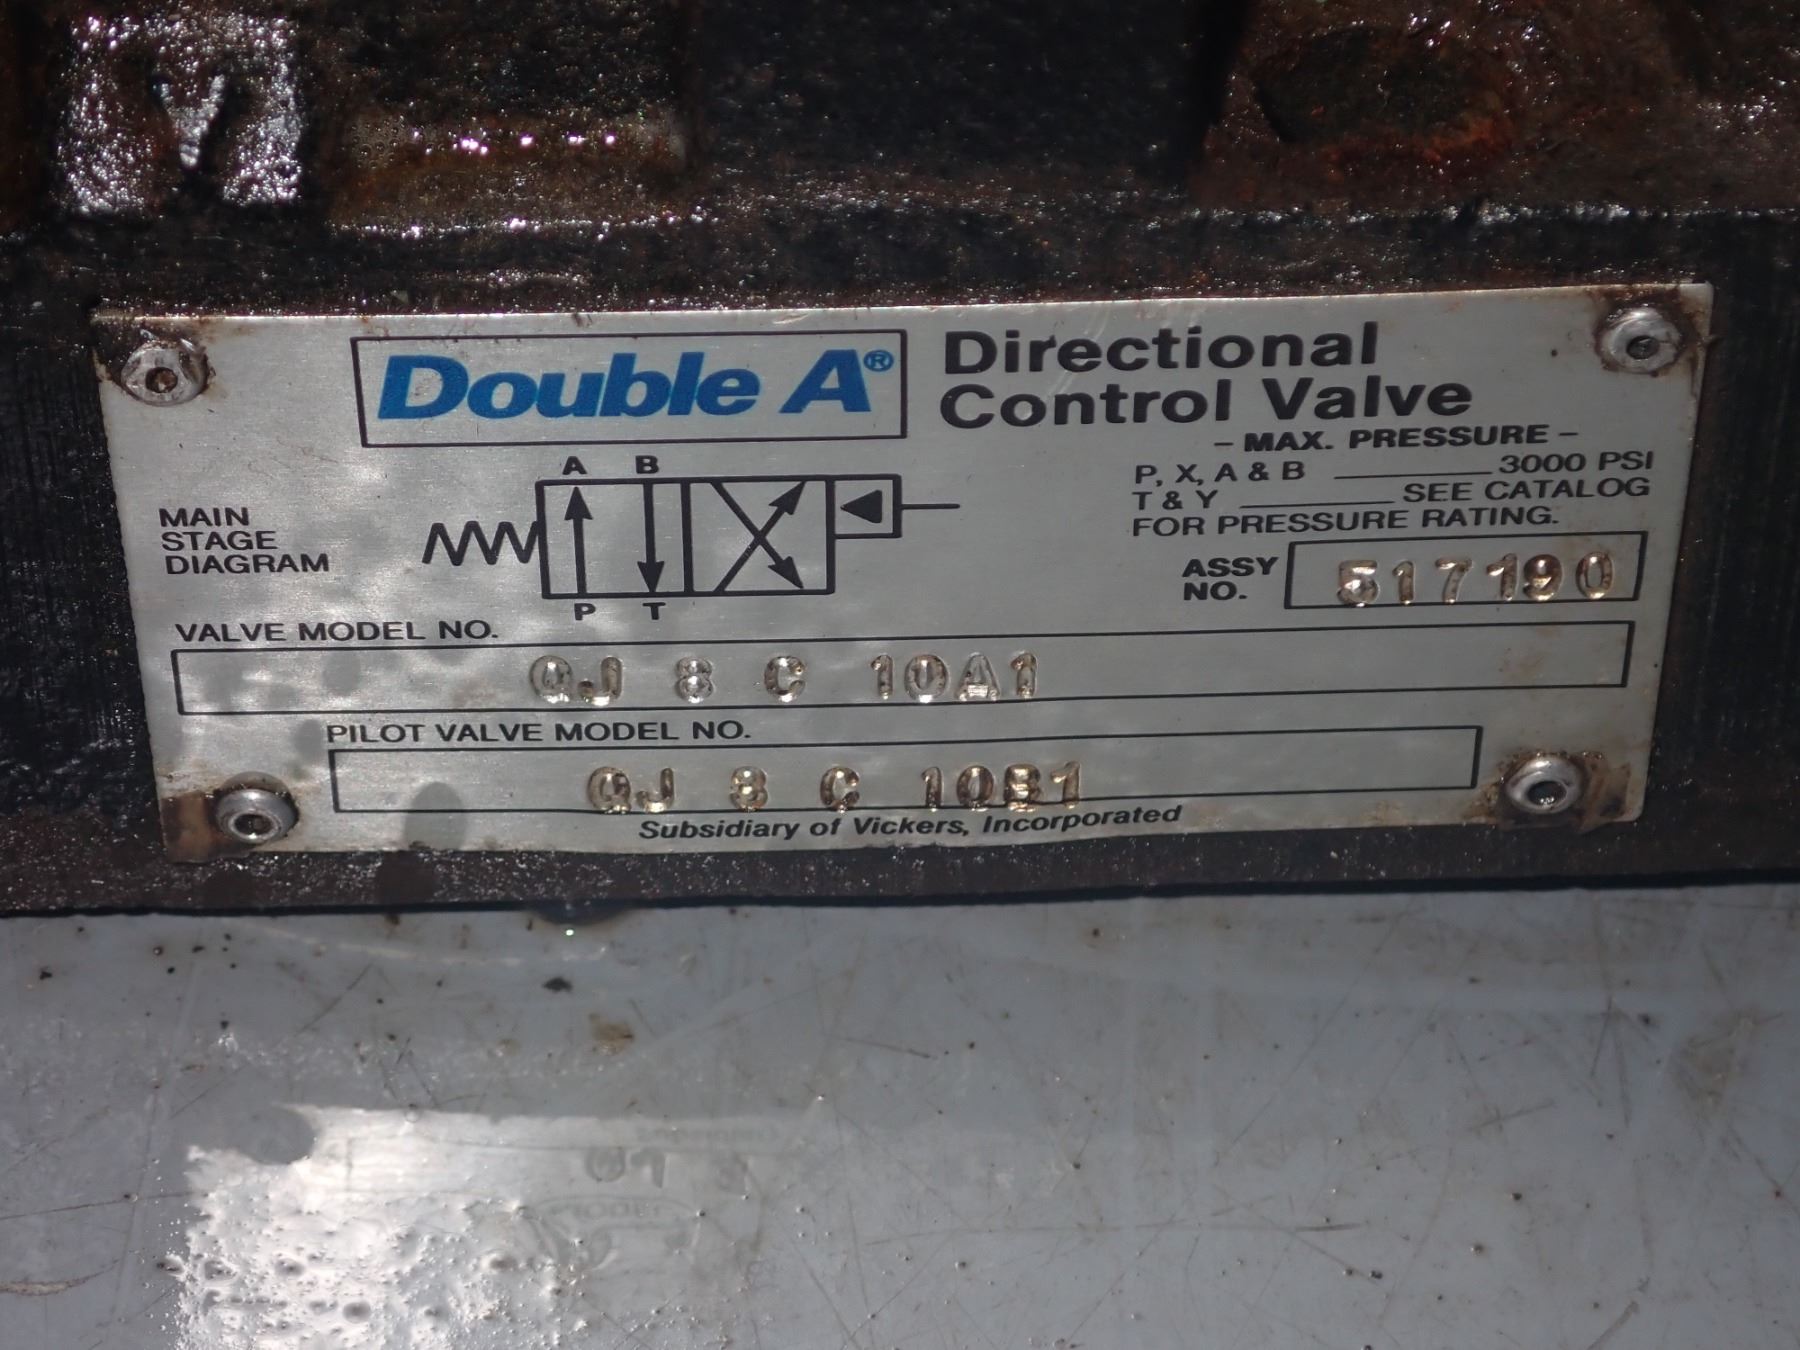 Double A®
Directional
Control Valve
- MAX. PRESSURE -
P, X, A & B 3000 PSI
T & Y SEE CATALOG
FOR PRESSURE RATING.
A B
MAIN
STAGE
DIAGRAM
P T
ASSY
NO. 517190
VALVE MODEL NO.
QJ 8 C 10A1
PILOT VALVE MODEL NO.
QJ 8 C 10B1
Subsidiary of Vickers, Incorporated